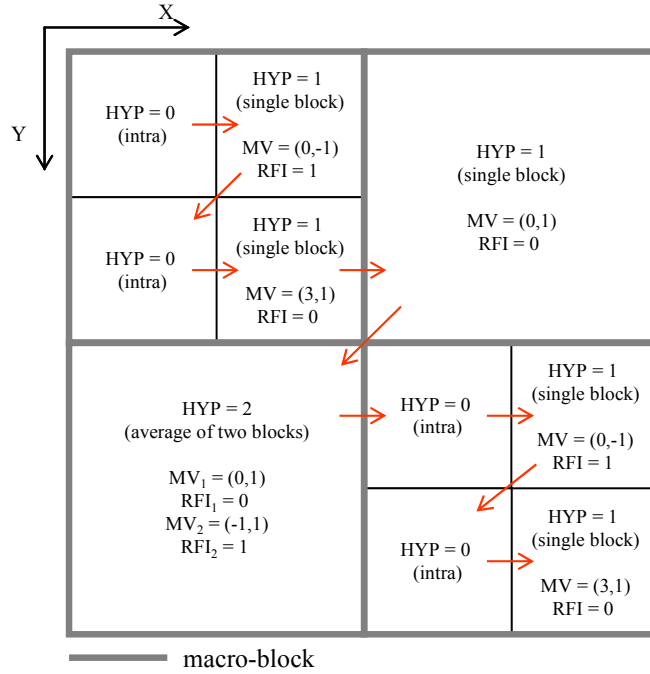 X
Y
HYP = 0
(intra)
HYP = 1
(single block)
MV = (0,-1)
RFI = 1
HYP = 0
(intra)
HYP = 1
(single block)
MV = (3,1)
RFI = 0
HYP = 1
(single block)
MV = (0,1)
RFI = 0
HYP = 2
(average of two blocks)
MV₁ = (0,1)
RFI₁ = 0
MV₂ = (-1,1)
RFI₂ = 1
HYP = 0
(intra)
HYP = 1
(single block)
MV = (0,-1)
RFI = 1
HYP = 0
(intra)
HYP = 1
(single block)
MV = (3,1)
RFI = 0
macro-block